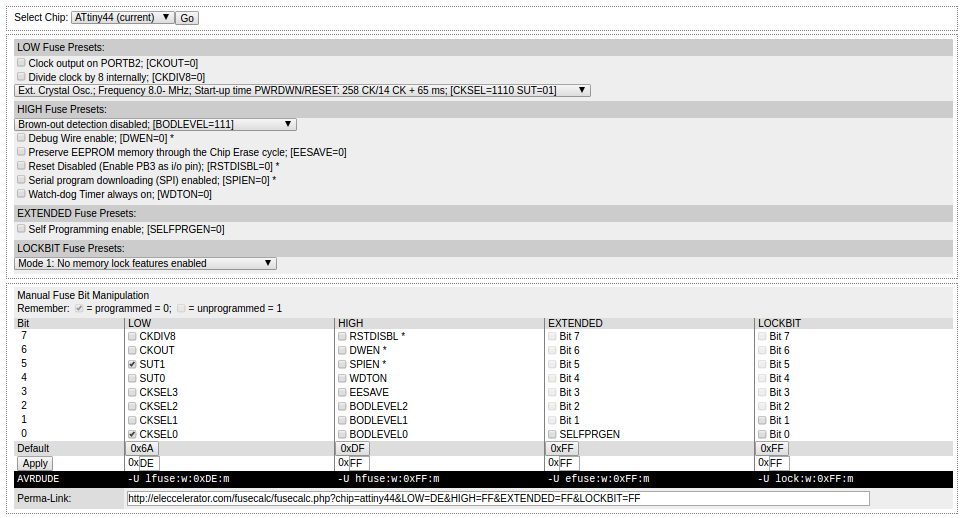 Select Chip: ATtiny44 (current) Go
LOW Fuse Presets:
Clock output on PORTB2; [CKOUT=0]
Divide clock by 8 internally; [CKDIV8=0]
Ext. Crystal Osc.; Frequency 8.0- MHz; Start-up time PWRDWN/RESET: 258 CK/14 CK + 65 ms; [CKSEL=1110 SUT=01]
HIGH Fuse Presets:
Brown-out detection disabled; [BODLEVEL=111]
Debug Wire enable; [DWEN=0] *
Preserve EEPROM memory through the Chip Erase cycle; [EESAVE=0]
Reset Disabled (Enable PB3 as i/o pin); [RSTDISBL=0] *
Serial program downloading (SPI) enabled; [SPIEN=0] *
Watch-dog Timer always on; [WDTON=0]
EXTENDED Fuse Presets:
Self Programming enable; [SELFPRGEN=0]
LOCKBIT Fuse Presets:
Mode 1: No memory lock features enabled
Manual Fuse Bit Manipulation
Remember: = programmed = 0; = unprogrammed = 1
Bit LOW HIGH EXTENDED LOCKBIT
7 CKDIV8 RSTDISBL * Bit 7 Bit 7
6 CKOUT DWEN * Bit 6 Bit 6
5 SUT1 SPIEN * Bit 5 Bit 5
4 SUT0 WDTON Bit 4 Bit 4
3 CKSEL3 EESAVE Bit 3 Bit 3
2 CKSEL2 BODLEVEL2 Bit 2 Bit 2
1 CKSEL1 BODLEVEL1 Bit 1 Bit 1
0 CKSEL0 BODLEVEL0 SELFPRGEN Bit 0
Default 0x6A 0xDF 0xFF 0xFF
Apply 0xDE 0xFF 0xFF 0xFF
AVRDUDE -U lfuse:w:0xDE:m -U hfuse:w:0xFF:m -U efuse:w:0xFF:m -U lock:w:0xFF:m
Perma-Link: http://eleccelerator.com/fusecalc/fusecalc.php?chip=attiny44&LOW=DE&HIGH=FF&EXTENDED=FF&LOCKBIT=FF